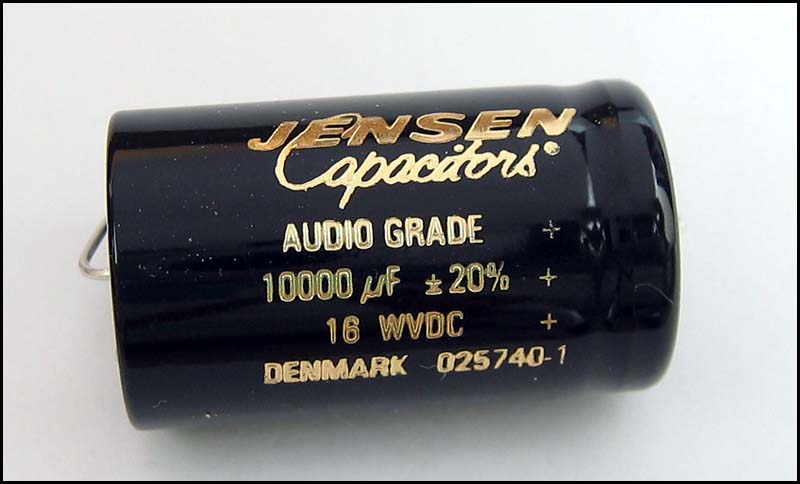 JENSEN
Capacitors®
AUDIO GRADE +
10000 µF ± 20% +
16 WVDC +
DENMARK 025740-1